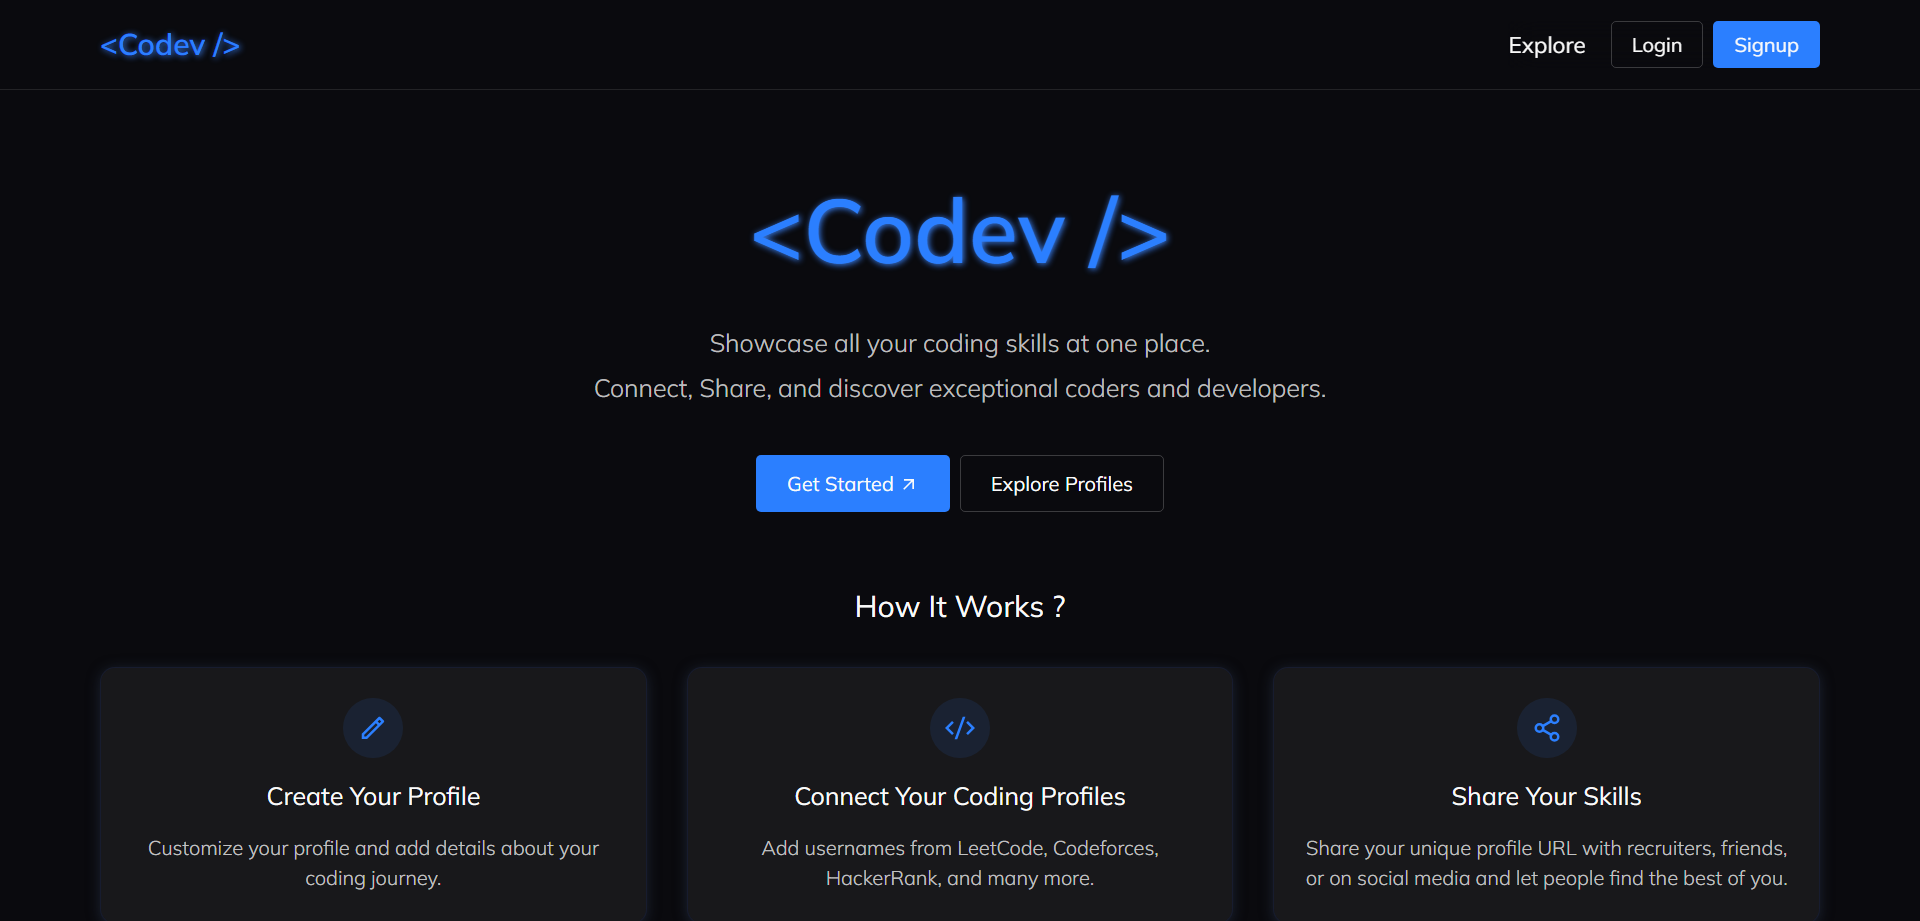 <Codev />
Explore
Login
Signup
<Codev />
Showcase all your coding skills at one place.
Connect, Share, and discover exceptional coders and developers.
Get Started
Explore Profiles
How It Works ?
Create Your Profile
Customize your profile and add details about your
coding journey.
Connect Your Coding Profiles
Add usernames from LeetCode, Codeforces,
HackerRank, and many more.
Share Your Skills
Share your unique profile URL with recruiters, friends,
or on social media and let people find the best of you.